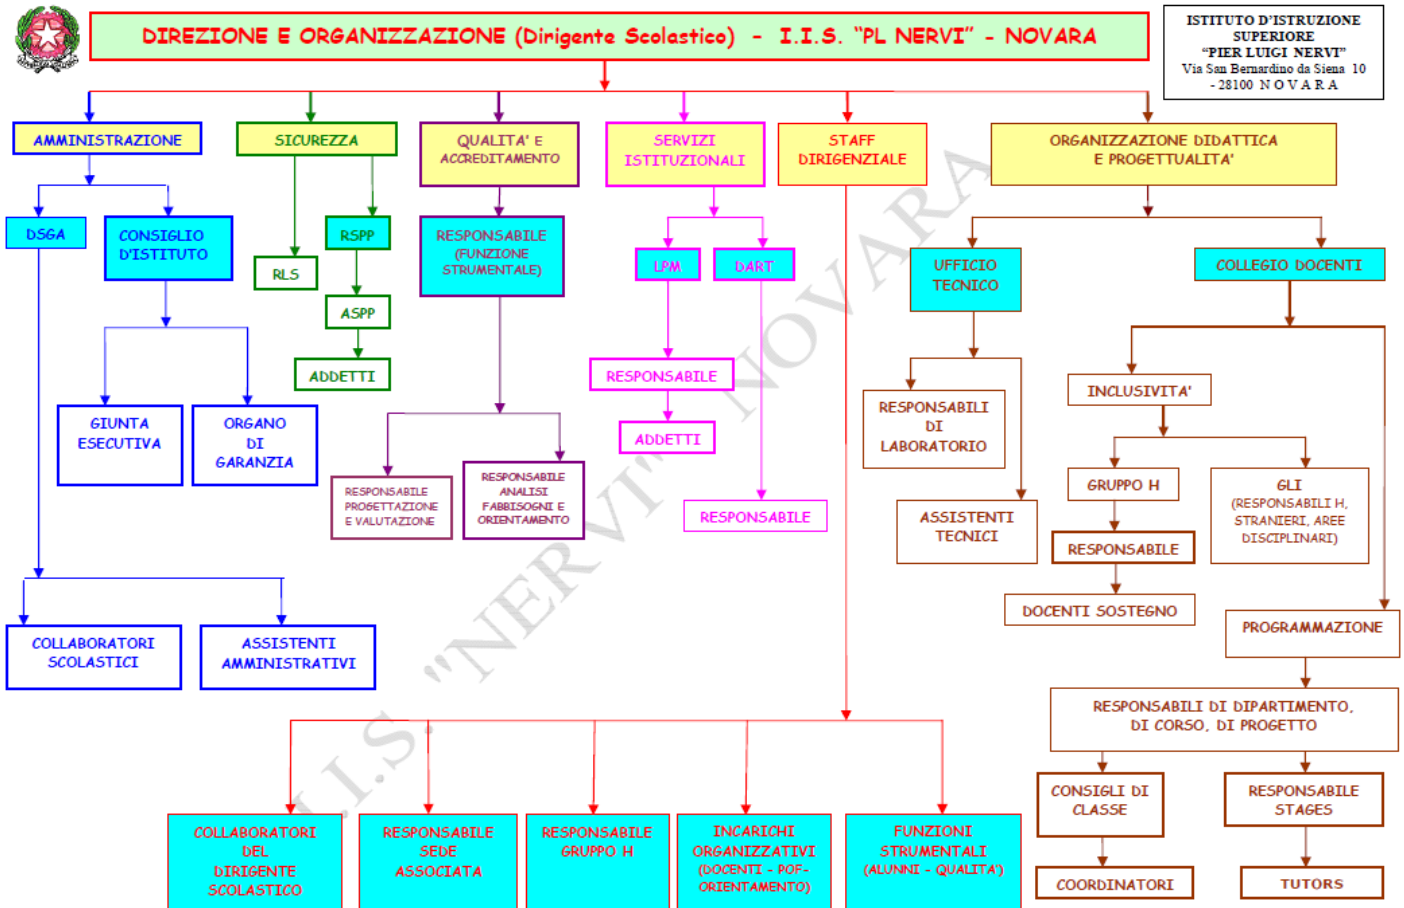 DIREZIONE E ORGANIZZAZIONE (Dirigente Scolastico) - I.I.S. “PL NERVI” - NOVARA
ISTITUTO D’ISTRUZIONE
SUPERIORE
“PIER LUIGI NERVI”
Via San Bernardino da Siena 10
- 28100 N O V A R A
AMMINISTRAZIONE
SICUREZZA
QUALITA' E
ACCREDITAMENTO
SERVIZI
ISTITUZIONALI
STAFF
DIRIGENZIALE
ORGANIZZAZIONE DIDATTICA
E PROGETTUALITA'
DSGA
CONSIGLIO
D'ISTITUTO
RLS
RSPP
ASPP
ADDETTI
RESPONSABILE
(FUNZIONE
STRUMENTALE)
LPM
DART
UFFICIO
TECNICO
COLLEGIO DOCENTI
GIUNTA
ESECUTIVA
ORGANO
DI
GARANZIA
RESPONSABILE
PROGETTAZIONE
E VALUTAZIONE
RESPONSABILE
ANALISI
FABBISOGNI E
ORIENTAMENTO
RESPONSABILE
ADDETTI
RESPONSABILE
RESPONSABILI
DI
LABORATORIO
ASSISTENTI
TECNICI
INCLUSIVITA'
GRUPPO H
GLI
(RESPONSABILI H,
STRANIERI, AREE
DISCIPLINARI)
RESPONSABILE
DOCENTI SOSTEGNO
PROGRAMMAZIONE
COLLABORATORI
SCOLASTICI
ASSISTENTI
AMMINISTRATIVI
RESPONSABILI DI DIPARTIMENTO,
DI CORSO, DI PROGETTO
CONSIGLI DI
CLASSE
RESPONSABILE
STAGES
COORDINATORI
TUTORS
COLLABORATORI
DEL
DIRIGENTE
SCOLASTICO
RESPONSABILE
SEDE
ASSOCIATA
RESPONSABILE
GRUPPO H
INCARICHI
ORGANIZZATIVI
(DOCENTI - POF-
ORIENTAMENTO)
FUNZIONI
STRUMENTALI
(ALUNNI - QUALITA')
I.I.S. "NERVI" NOVARA